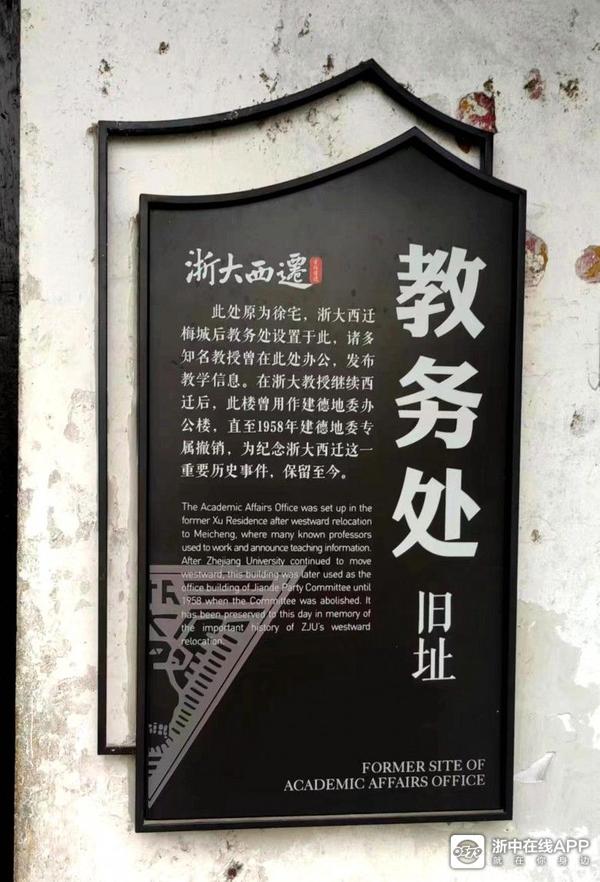 浙大西遷
此处原为徐宅，浙大西迁
梅城后教务处设置于此，诸多
知名教授曾在此处办公，发布
教学信息。在浙大教授继续西
迁后，此楼曾用作建德地委办
公楼，直至1958年建德地委专
属撤销，为纪念浙大西迁这一
重要历史事件，保留至今。
The Academic Affairs Office was set up in the
former Xu Residence after westward relocation
to Meicheng, where many known professors
used to work and announce teaching information.
After Zhejiang University continued to move
westward, this building was later used as the
office building of Jiande Party Committee until
1958 when the Committee was abolished. It
has been preserved to this day in memory of
the important history of ZJU's westward
relocation.
教务处
旧址
FORMER SITE OF
ACADEMIC AFFAIRS OFFICE
浙中在线APP
就在你身边